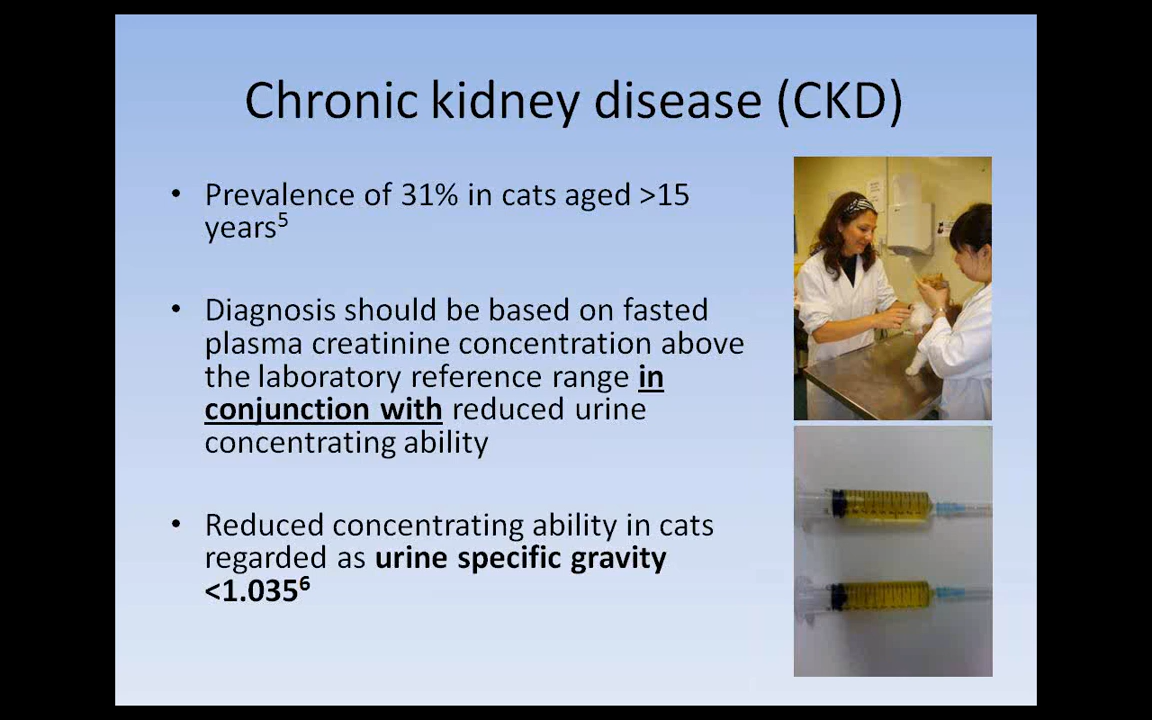 Chronic kidney disease (CKD)
• Prevalence of 31% in cats aged >15
years⁵
• Diagnosis should be based on fasted
plasma creatinine concentration above
the laboratory reference range in
conjunction with reduced urine
concentrating ability
• Reduced concentrating ability in cats
regarded as urine specific gravity
<1.035⁶